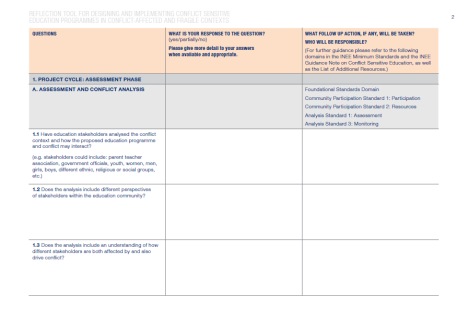 REFLECTION TOOL FOR DESIGNING AND IMPLEMENTING CONFLICT SENSITIVE
EDUCATION PROGRAMMES IN CONFLICT AFFECTED AND FRAGILE CONTEXTS
2
QUESTIONS
WHAT IS YOUR RESPONSE TO THE QUESTION?
(yes/partially/no)
Please give more detail to your answers
when available and appropriate.
WHAT FOLLOW UP ACTION, IF ANY, WILL BE TAKEN?
WHO WILL BE RESPONSIBLE?
(For further guidance please refer to the following
domains in the INEE Minimum Standards and the INEE
Guidance Note on Conflict Sensitive Education, as well
as the List of Additional Resources.)
1. PROJECT CYCLE: ASSESSMENT PHASE
A. ASSESSMENT AND CONFLICT ANALYSIS
Foundational Standards Domain
Community Participation Standard 1: Participation
Community Participation Standard 2: Resources
Analysis Standard 1: Assessment
Analysis Standard 3: Monitoring
1.1 Have education stakeholders analysed the conflict
context and how the proposed education programme
and conflict may interact?
(e.g. stakeholders could include: parent teacher
association, government officials, youth, women, men,
girls, boys, different ethnic, religious or social groups,
etc.)
1.2 Does the analysis include different perspectives
of stakeholders within the education community?
1.3 Does the analysis include an understanding of how
different stakeholders are both affected by and also
drive conflict?